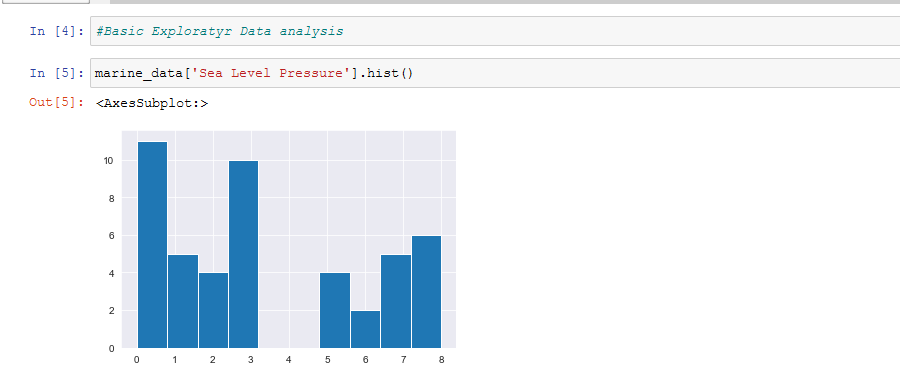 In [4]: #Basic Exploratyr Data analysis
In [5]: marine_data['Sea Level Pressure'].hist()
Out[5]: <AxesSubplot:>
10
8
6
4
2
0
0 1 2 3 4 5 6 7 8